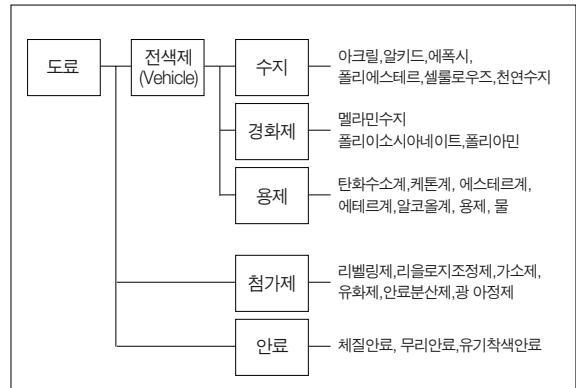 도료
전색제
(Vehicle)
수지
아크릴,알키드,에폭시,
폴리에스테르,셀룰로우즈,천연수지
경화제
멜라민수지
폴리이소시아네이트,폴리아민
용제
탄화수소계,케톤계, 에스테르계,
에테르계,알코올계, 용제, 물
첨가제
리벨링제,리올로지조정제,가소제,
유화제,안료분산제,광 아정제
안료
체질안료, 무리안료,유기착색안료